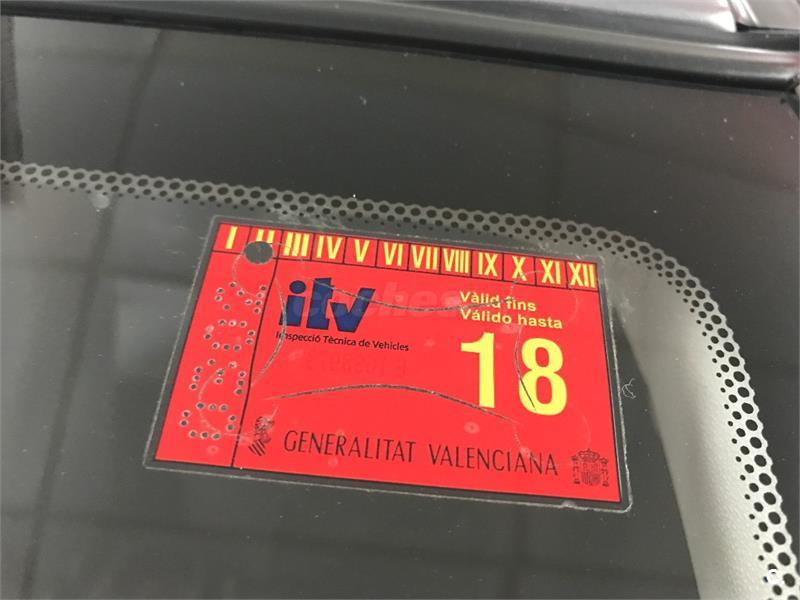 I II III IV V VI VII VIII IX X XI XII
itv
Inspecció Tècnica de Vehicles
Vàlid fins
Válido hasta
18
GENERALITAT VALENCIANA